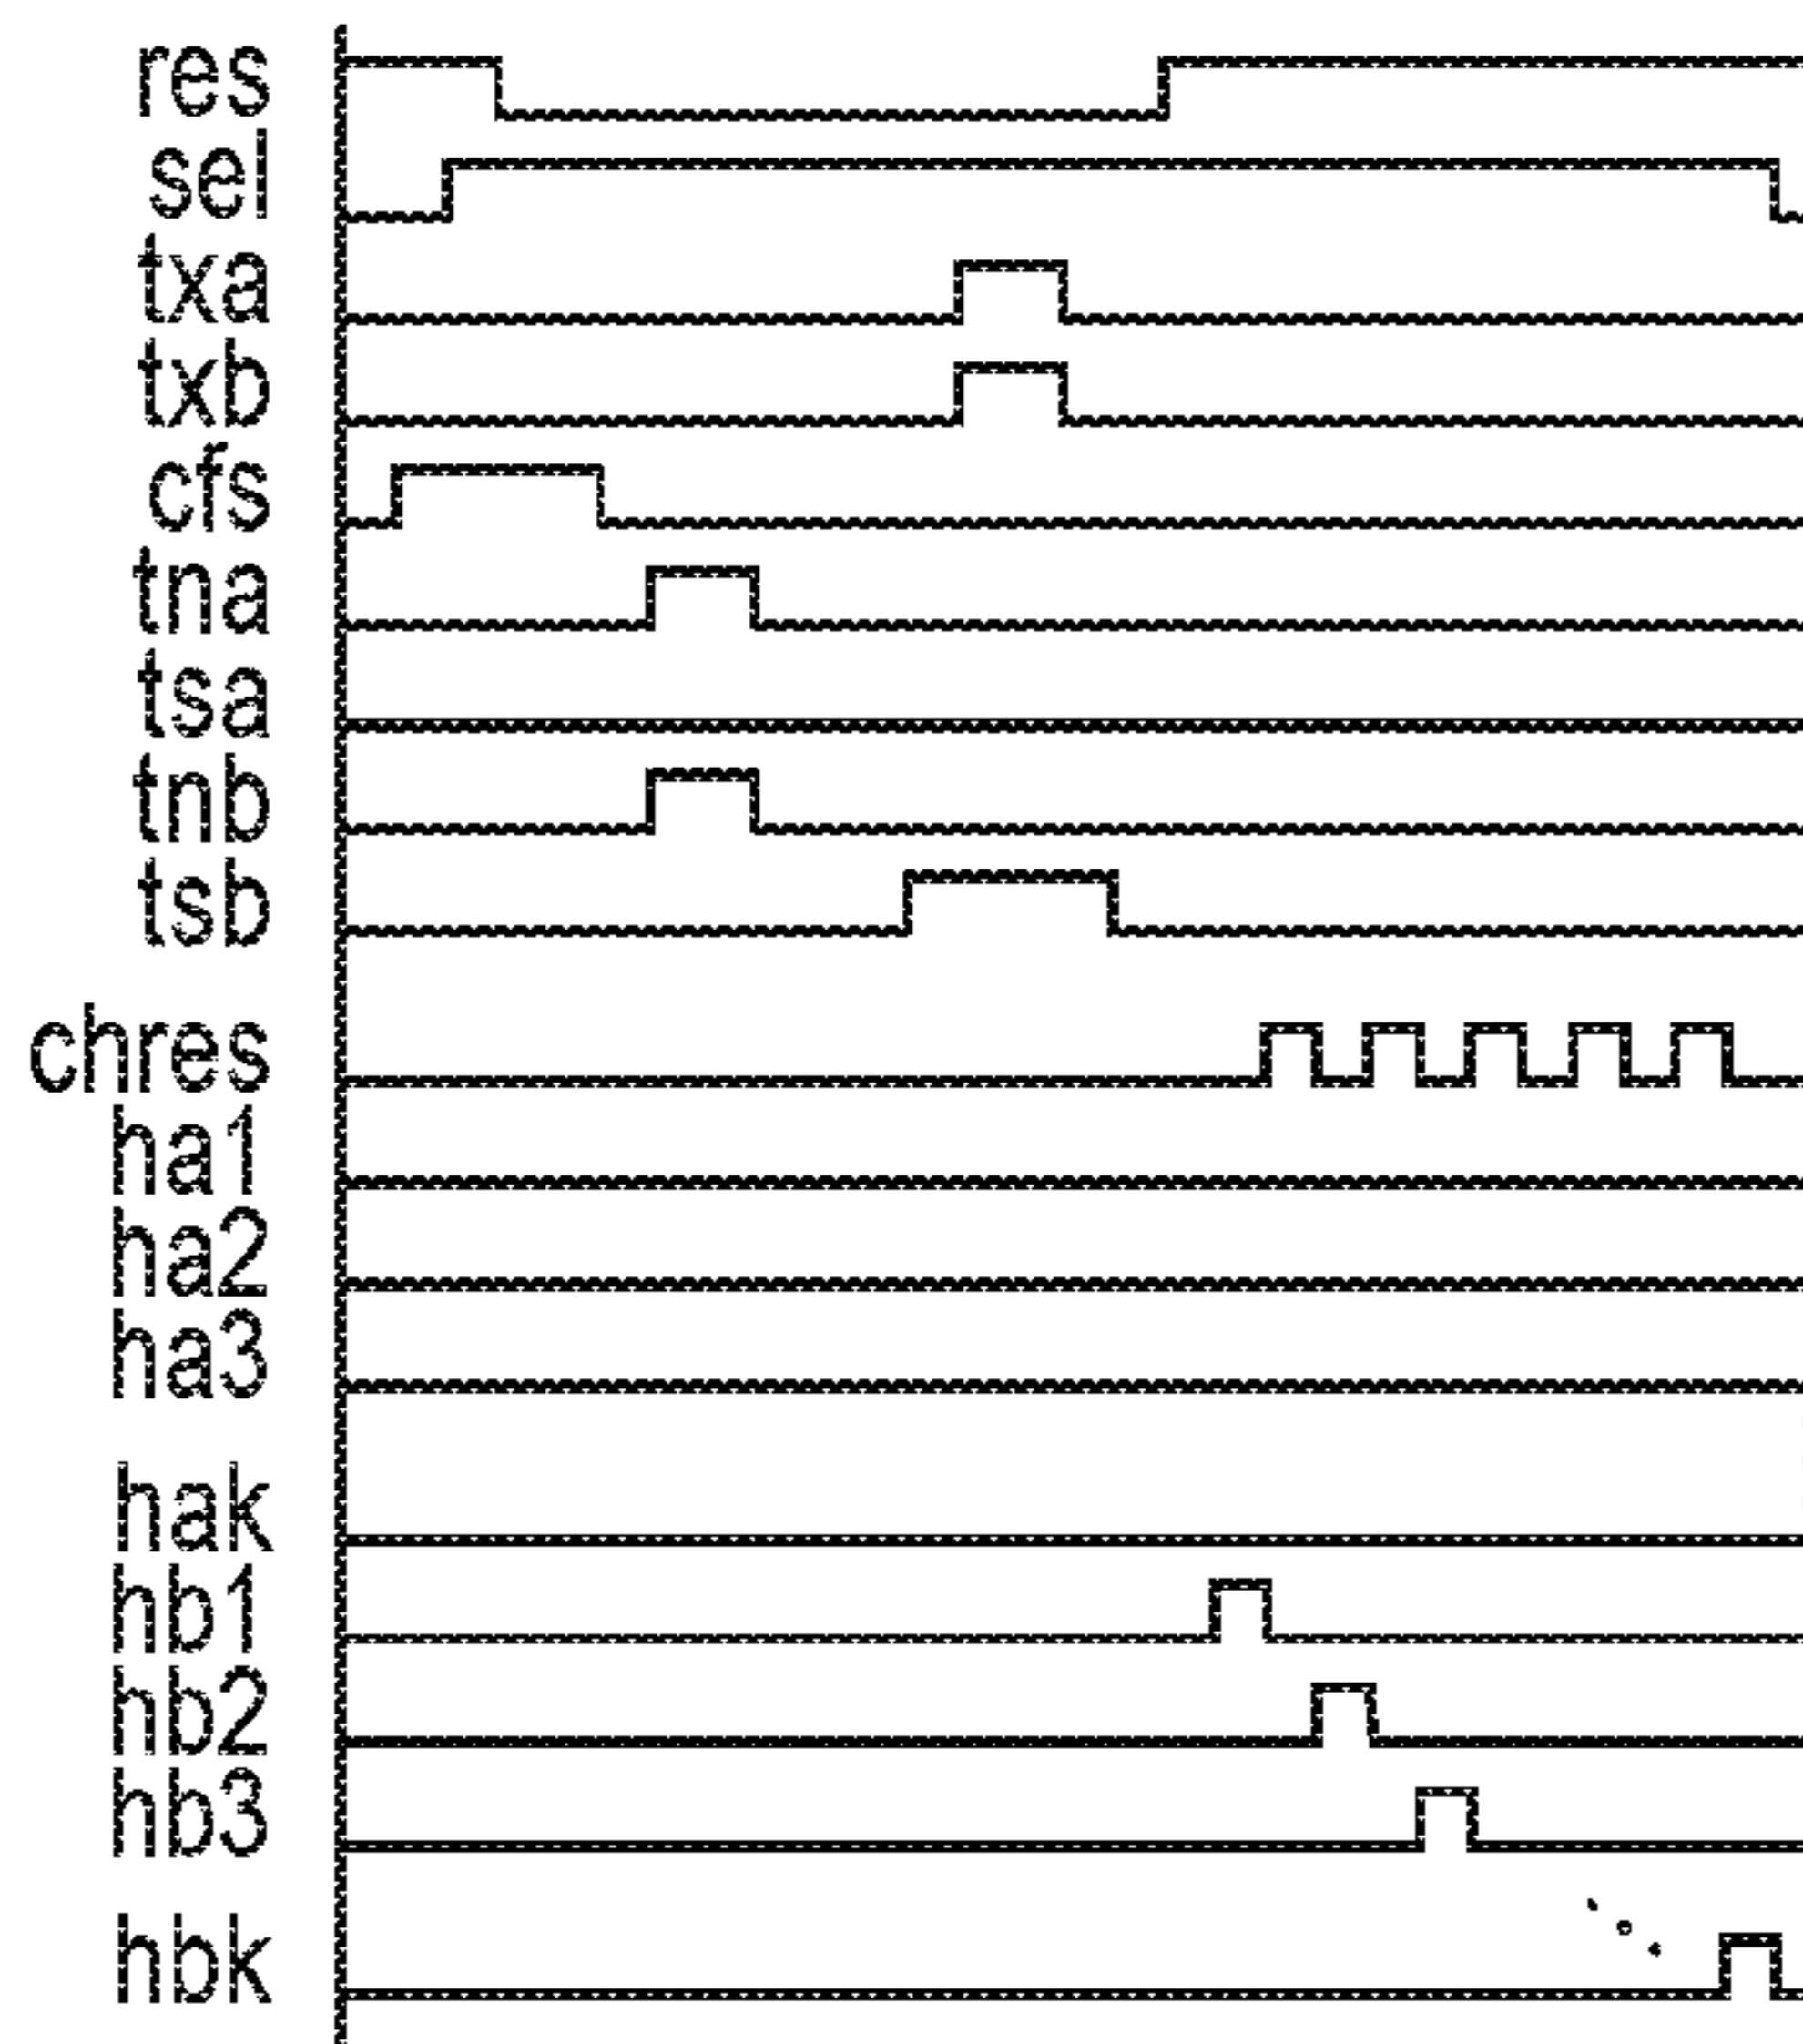 res
sel
txa
txb
cfs
tna
tsa
tnb
tsb
chres
ha1
ha2
ha3
hak
hb1
hb2
hb3
hbk